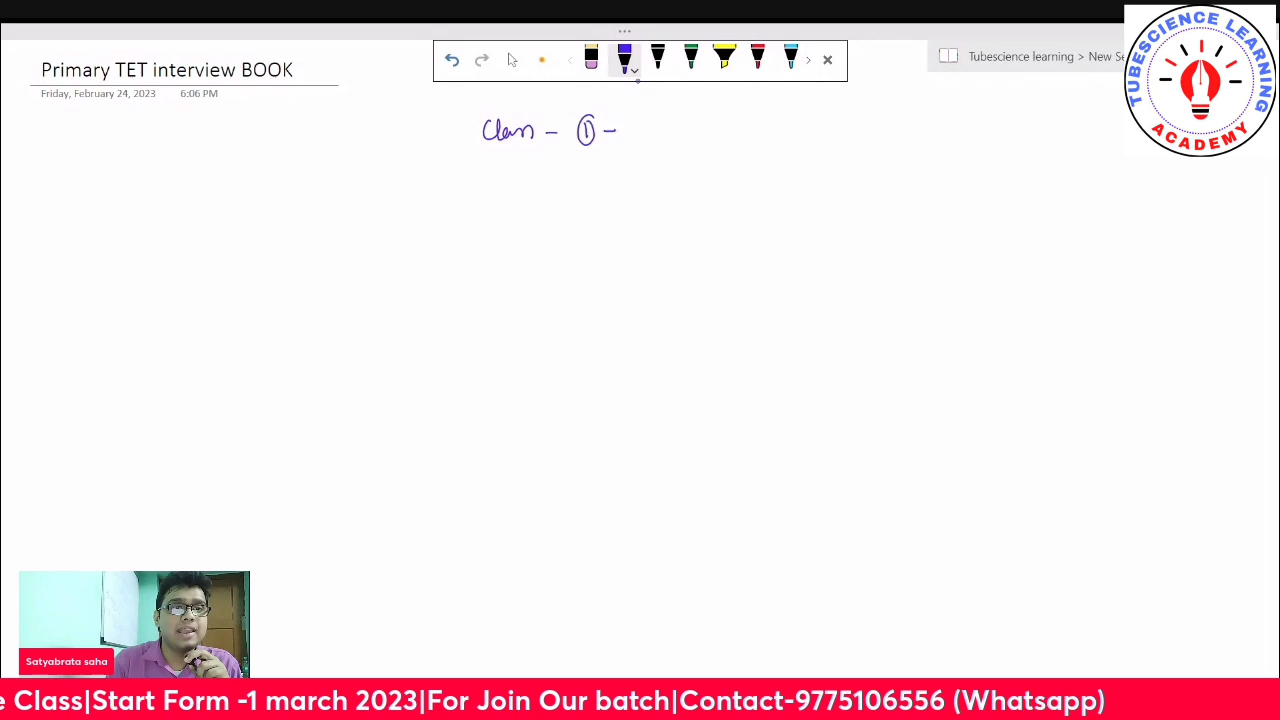 Primary TET interview BOOK
Friday, February 24, 2023 6:06 PM
Tubescience learning > New Se
TUBESCIENCE LEARNING
ACADEMY
Class - ① -
Satyabrata saha
e Class|Start Form -1 march 2023|For Join Our batch|Contact-9775106556 (Whatsapp)